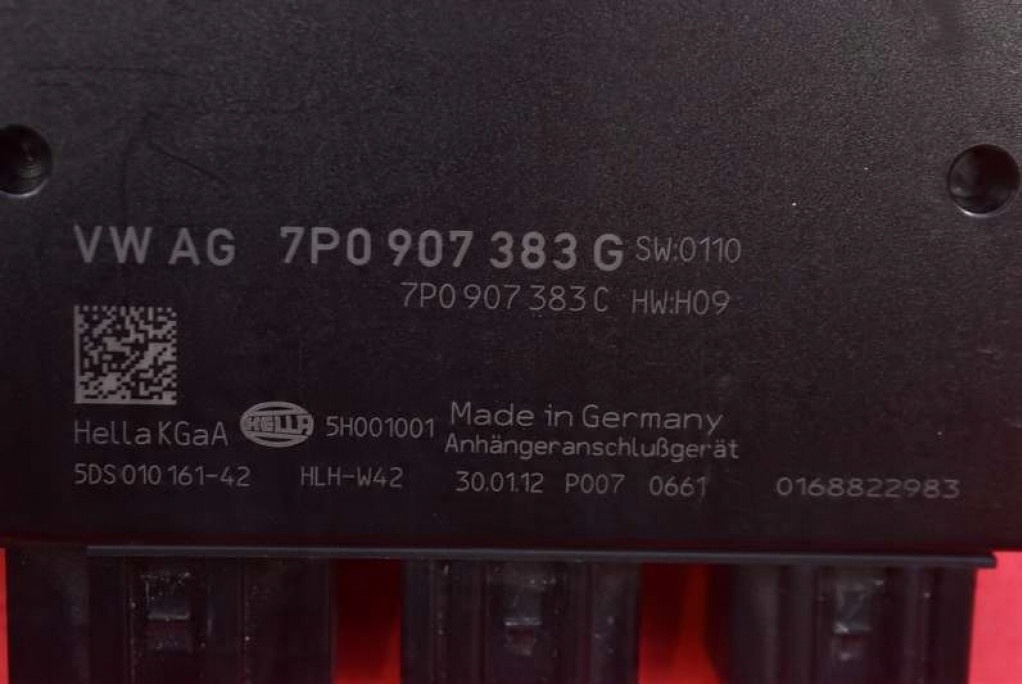 VW AG 7P0 907 383 G SW:0110
7P0 907 383 C HW:H09
Hella KGaA HELLA 5H001001 Made in Germany
Anhängeranschlußgerät
5DS 010 161-42 HLH-W42 30.01.12 P007 0661 0168822983